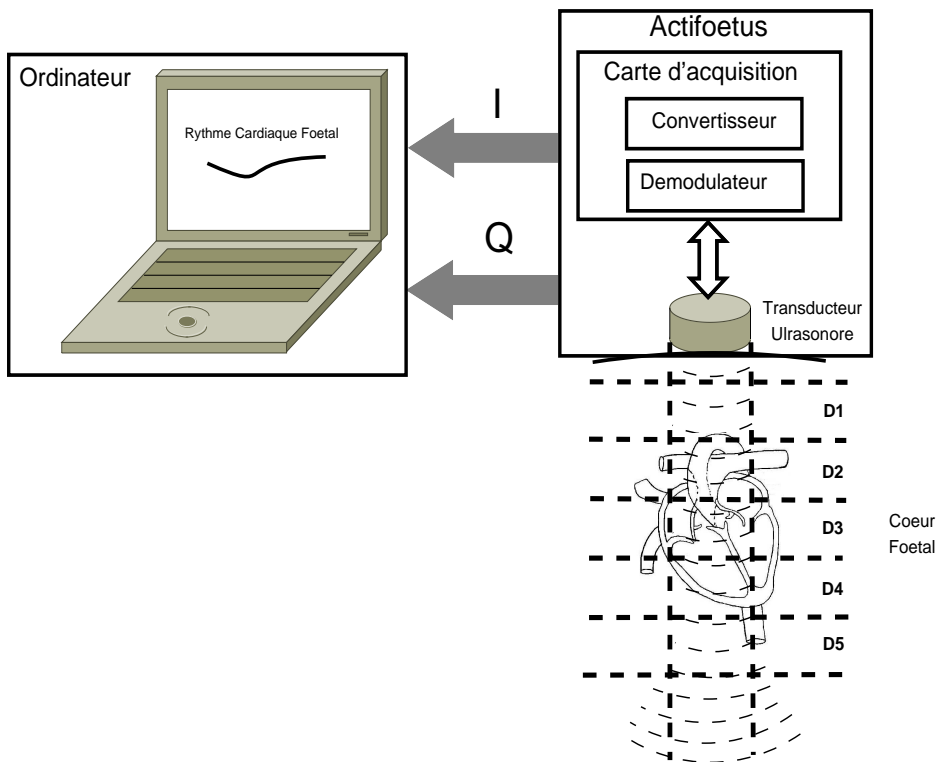 Ordinateur
Rythme Cardiaque Foetal
I
Q
Actifoetus
Carte d'acquisition
Convertisseur
Demodulateur
Transducteur
Ulrasonore
D1
D2
D3
D4
D5
Coeur
Foetal